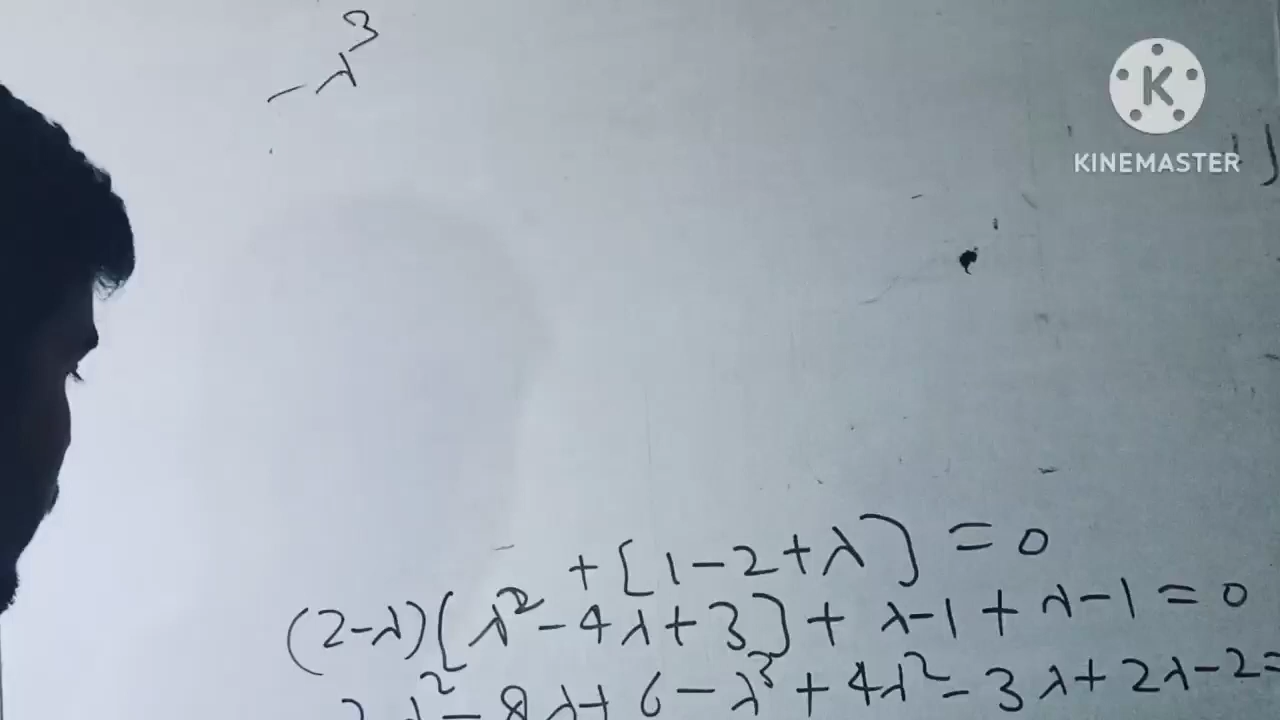 -λ³
K
KINEMASTER
+[1-2+λ] = 0
(2-λ)[λ²-4λ+3]+ λ-1+λ-1=0
2λ²-8λ+6-λ³+4λ²-3λ+2λ-2=